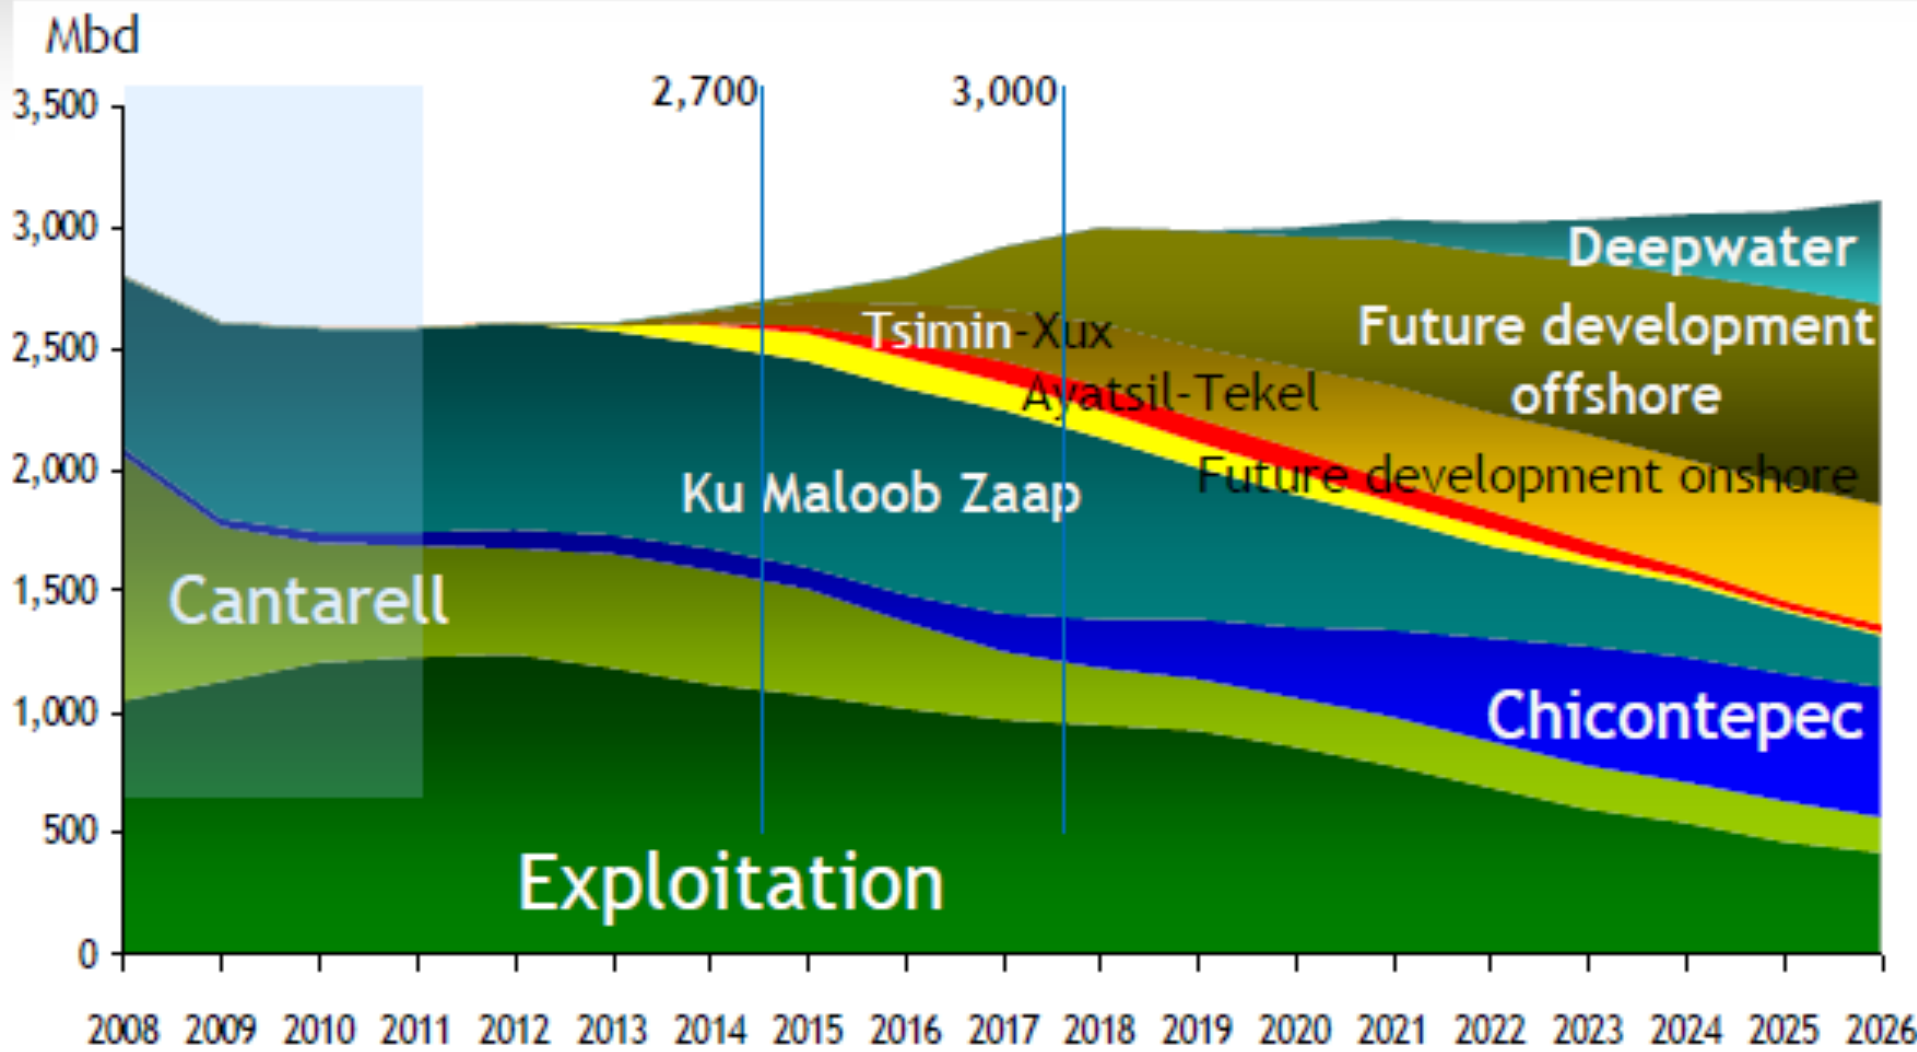 Mbd
2,700
3,000
3,500
3,000
2,500
2,000
1,500
1,000
500
0
Deepwater
Future development
offshore
Tsimin-Xux
Ayatsil-Tekel
Future development onshore
Ku Maloob Zaap
Cantarell
Chicontepec
Exploitation
2008 2009 2010 2011 2012 2013 2014 2015 2016 2017 2018 2019 2020 2021 2022 2023 2024 2025 2026